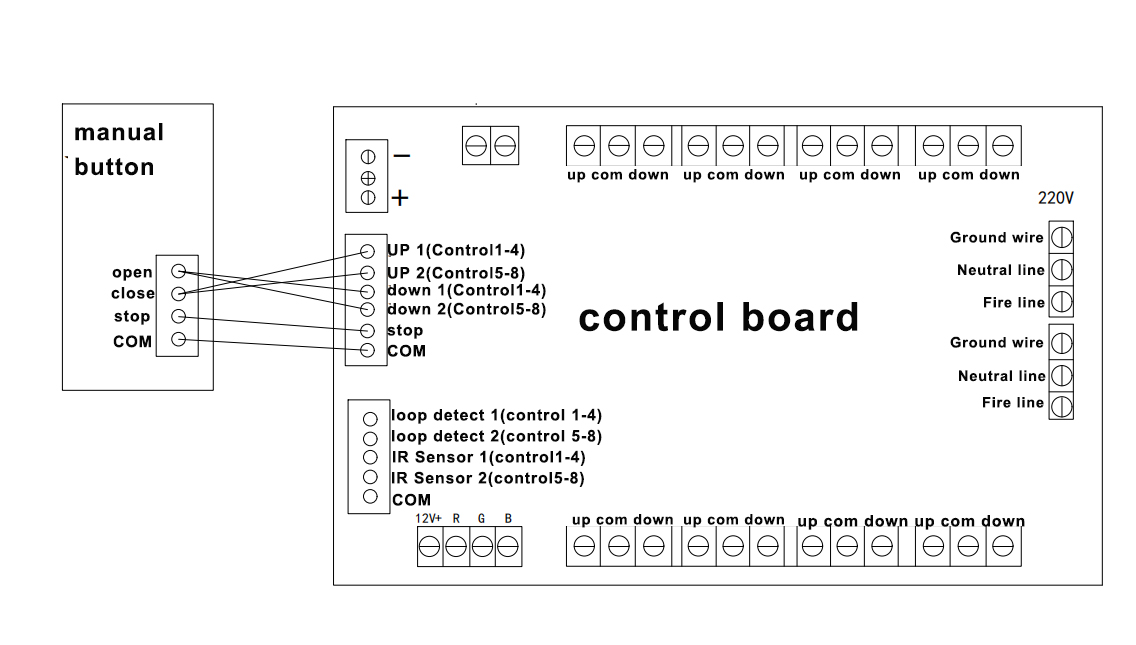 manual
button
open
close
stop
COM
−
+
UP 1(Control1-4)
UP 2(Control5-8)
down 1(Control1-4)
down 2(Control5-8)
stop
COM
loop detect 1(control 1-4)
loop detect 2(control 5-8)
IR Sensor 1(control1-4)
IR Sensor 2(control5-8)
COM
12V+ R G B
up com down up com down up com down up com down
control board
220V
Ground wire
Neutral line
Fire line
Ground wire
Neutral line
Fire line
up com down up com down up com down up com down